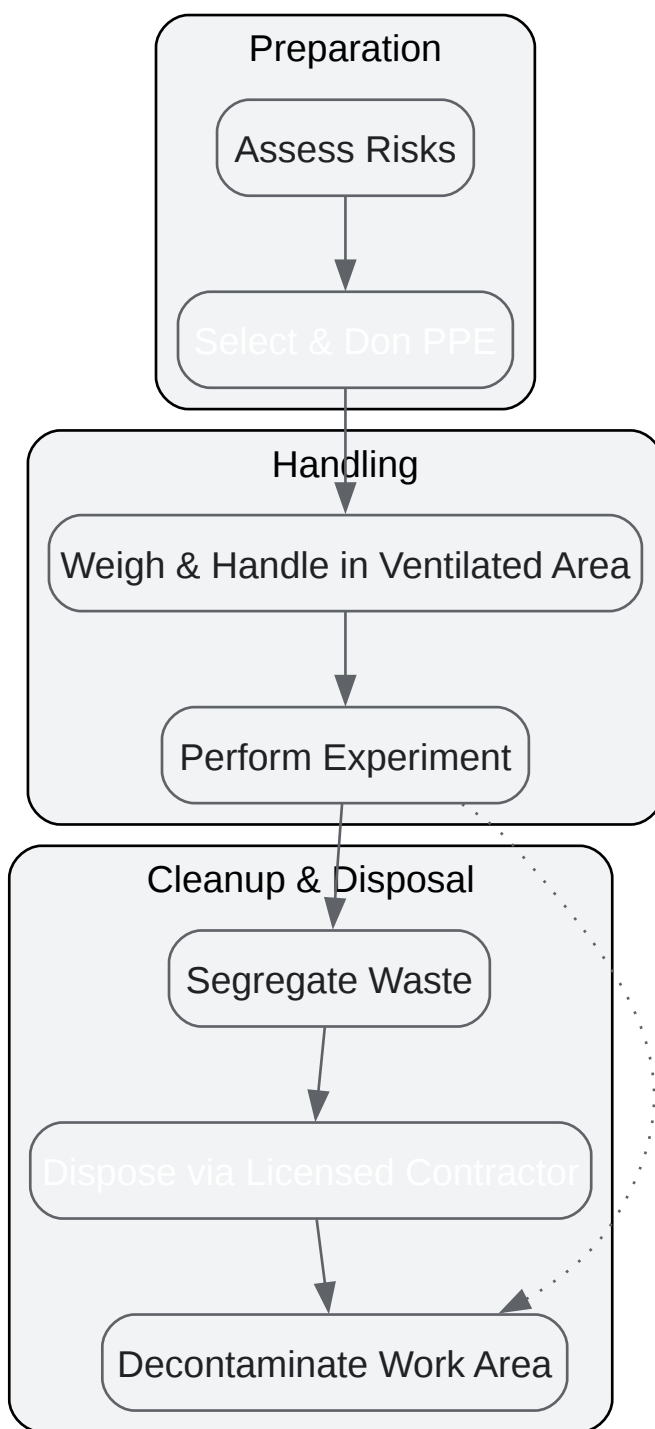 Preparation
Assess Risks
Select & Don PPE
Handling
Weigh & Handle in Ventilated Area
Perform Experiment
Cleanup & Disposal
Segregate Waste
Dispose via Licensed Contractor
Decontaminate Work Area